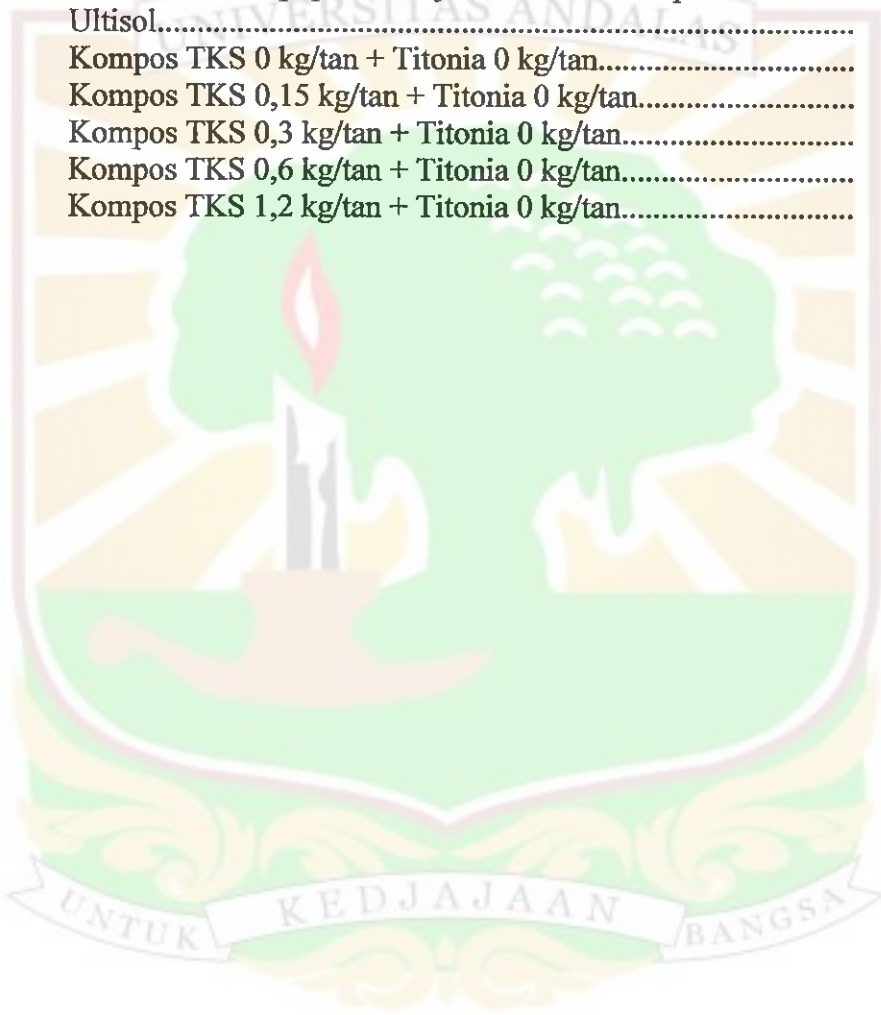 Ultisol..........................................................................................
Kompos TKS 0 kg/tan + Titonia 0 kg/tan.............................
Kompos TKS 0,15 kg/tan + Titonia 0 kg/tan........................
Kompos TKS 0,3 kg/tan + Titonia 0 kg/tan..........................
Kompos TKS 0,6 kg/tan + Titonia 0 kg/tan..........................
Kompos TKS 1,2 kg/tan + Titonia 0 kg/tan..........................
UNIVERSITAS ANDALAS
UNTUK KEDJAJAAN BANGSA